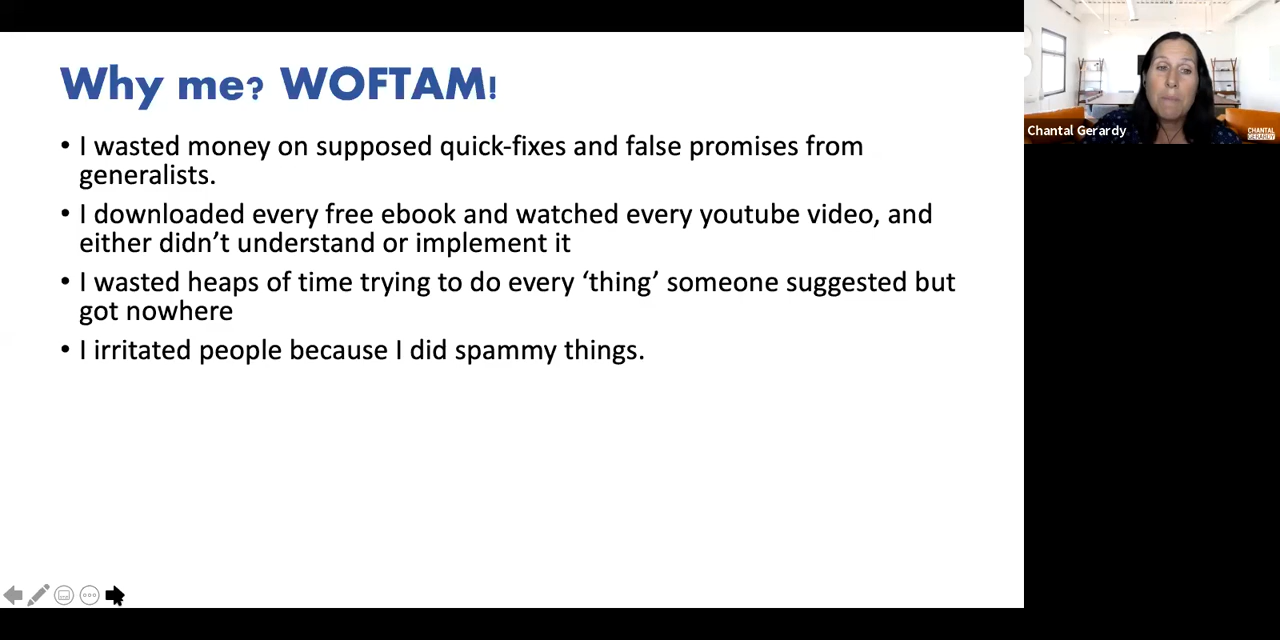 Why me? WOFTAM!
• I wasted money on supposed quick-fixes and false promises from
generalists.
• I downloaded every free ebook and watched every youtube video, and
either didn’t understand or implement it
• I wasted heaps of time trying to do every ‘thing’ someone suggested but
got nowhere
• I irritated people because I did spammy things.
Chantal Gerardy
CHANTAL
GERARDY